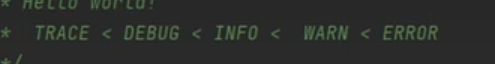 * Hello World!
* TRACE < DEBUG < INFO < WARN < ERROR
*/